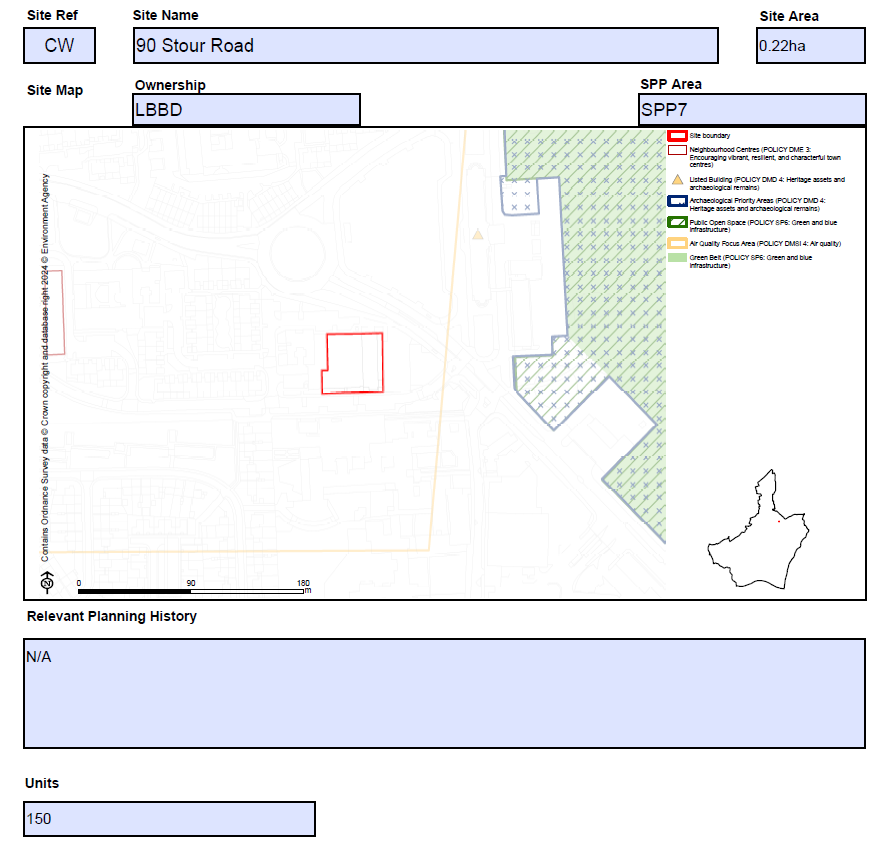 Site Ref
Site Name
Site Area
CW
90 Stour Road
0.22ha
Site Map
Ownership
SPP Area
LBBD
SPP7
Site boundary
Neighbourhood Centres (POLICY DME 3:
Encouraging vibrant, resilient, and characterful town
centres)
Listed Building (POLICY DMD 4: Heritage assets and
archaeological remains)
Archaeological Priority Areas (POLICY DMD 4:
Heritage assets and archaeological remains)
Public Open Space (POLICY SP6: Green and blue
infrastructure)
Air Quality Focus Area (POLICY DMSI 4: Air quality)
Green Belt (POLICY SP6: Green and blue
infrastructure)
Contains Ordnance Survey data © Crown copyright and database right 2024 © Environment Agency
N
0 90 180
m
Relevant Planning History
N/A
Units
150